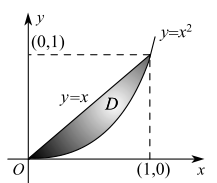 y
y=x²
(0,1)
y=x
D
O
(1,0)
x